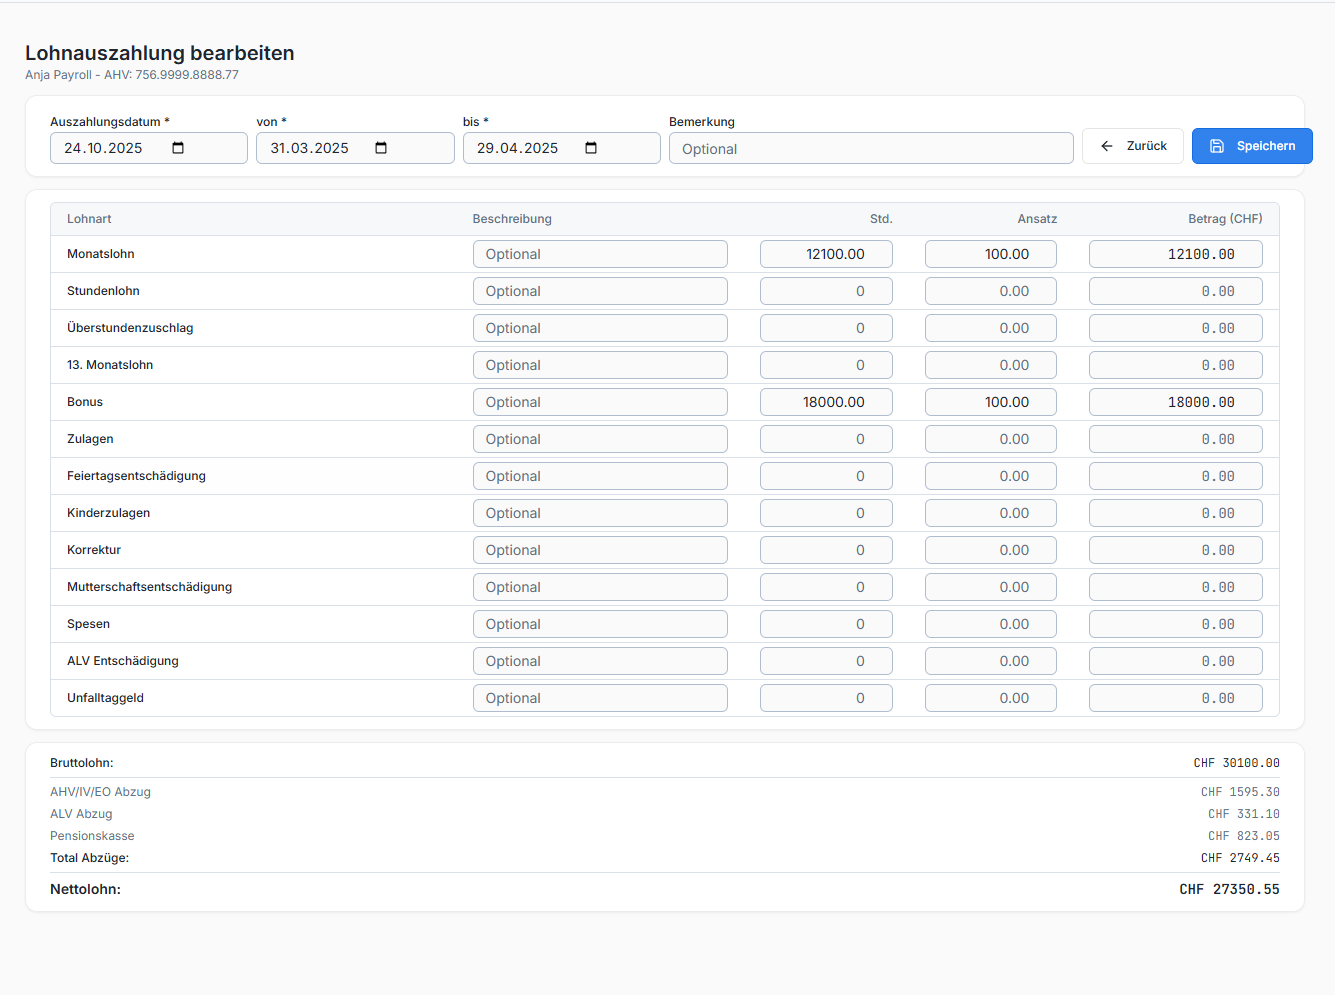 Lohnauszahlung bearbeiten
Anja Payroll - AHV: 756.9999.8888.77
Auszahlungsdatum * von * bis * Bemerkung
24.10.2025 31.03.2025 29.04.2025 Optional Zurück Speichern
Lohnart Beschreibung Std. Ansatz Betrag (CHF)
Monatslohn Optional 12100.00 100.00 12100.00
Stundenlohn Optional 0 0.00 0.00
Überstundenzuschlag Optional 0 0.00 0.00
13. Monatslohn Optional 0 0.00 0.00
Bonus Optional 18000.00 100.00 18000.00
Zulagen Optional 0 0.00 0.00
Feiertagsentschädigung Optional 0 0.00 0.00
Kinderzulagen Optional 0 0.00 0.00
Korrektur Optional 0 0.00 0.00
Mutterschaftsentschädigung Optional 0 0.00 0.00
Spesen Optional 0 0.00 0.00
ALV Entschädigung Optional 0 0.00 0.00
Unfalltaggeld Optional 0 0.00 0.00
Bruttolohn: CHF 30100.00
AHV/IV/EO Abzug CHF 1595.30
ALV Abzug CHF 331.10
Pensionskasse CHF 823.05
Total Abzüge: CHF 2749.45
Nettolohn: CHF 27350.55